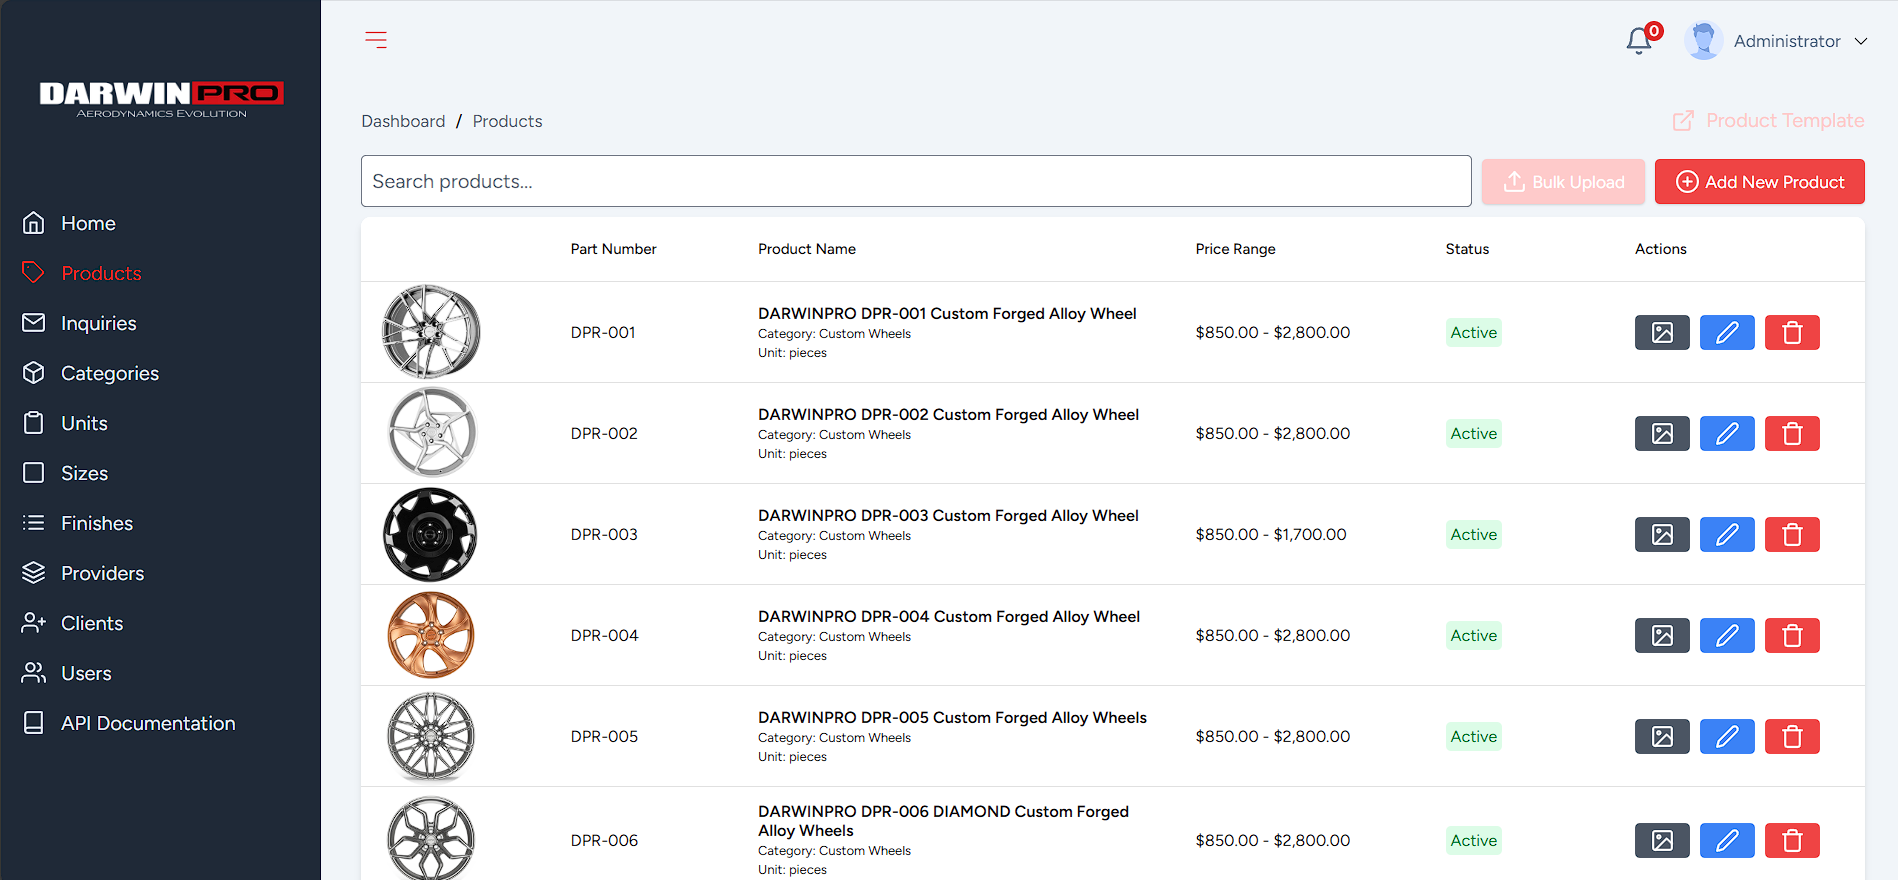 DARWINPRO
AERODYNAMICS EVOLUTION
Home
Products
Inquiries
Categories
Units
Sizes
Finishes
Providers
Clients
Users
API Documentation
0
Administrator
Dashboard / Products
Product Template
Search products...
Bulk Upload
Add New Product
Part Number Product Name Price Range Status Actions
DARWINPRO DPR-001 Custom Forged Alloy Wheel
DPR-001 Category: Custom Wheels $850.00 - $2,800.00 Active
Unit: pieces
DARWINPRO DPR-002 Custom Forged Alloy Wheel
DPR-002 Category: Custom Wheels $850.00 - $2,800.00 Active
Unit: pieces
DARWINPRO DPR-003 Custom Forged Alloy Wheel
DPR-003 Category: Custom Wheels $850.00 - $1,700.00 Active
Unit: pieces
DARWINPRO DPR-004 Custom Forged Alloy Wheel
DPR-004 Category: Custom Wheels $850.00 - $2,800.00 Active
Unit: pieces
DARWINPRO DPR-005 Custom Forged Alloy Wheels
DPR-005 Category: Custom Wheels $850.00 - $2,800.00 Active
Unit: pieces
DARWINPRO DPR-006 DIAMOND Custom Forged
Alloy Wheels
DPR-006 Category: Custom Wheels $850.00 - $2,800.00 Active
Unit: pieces